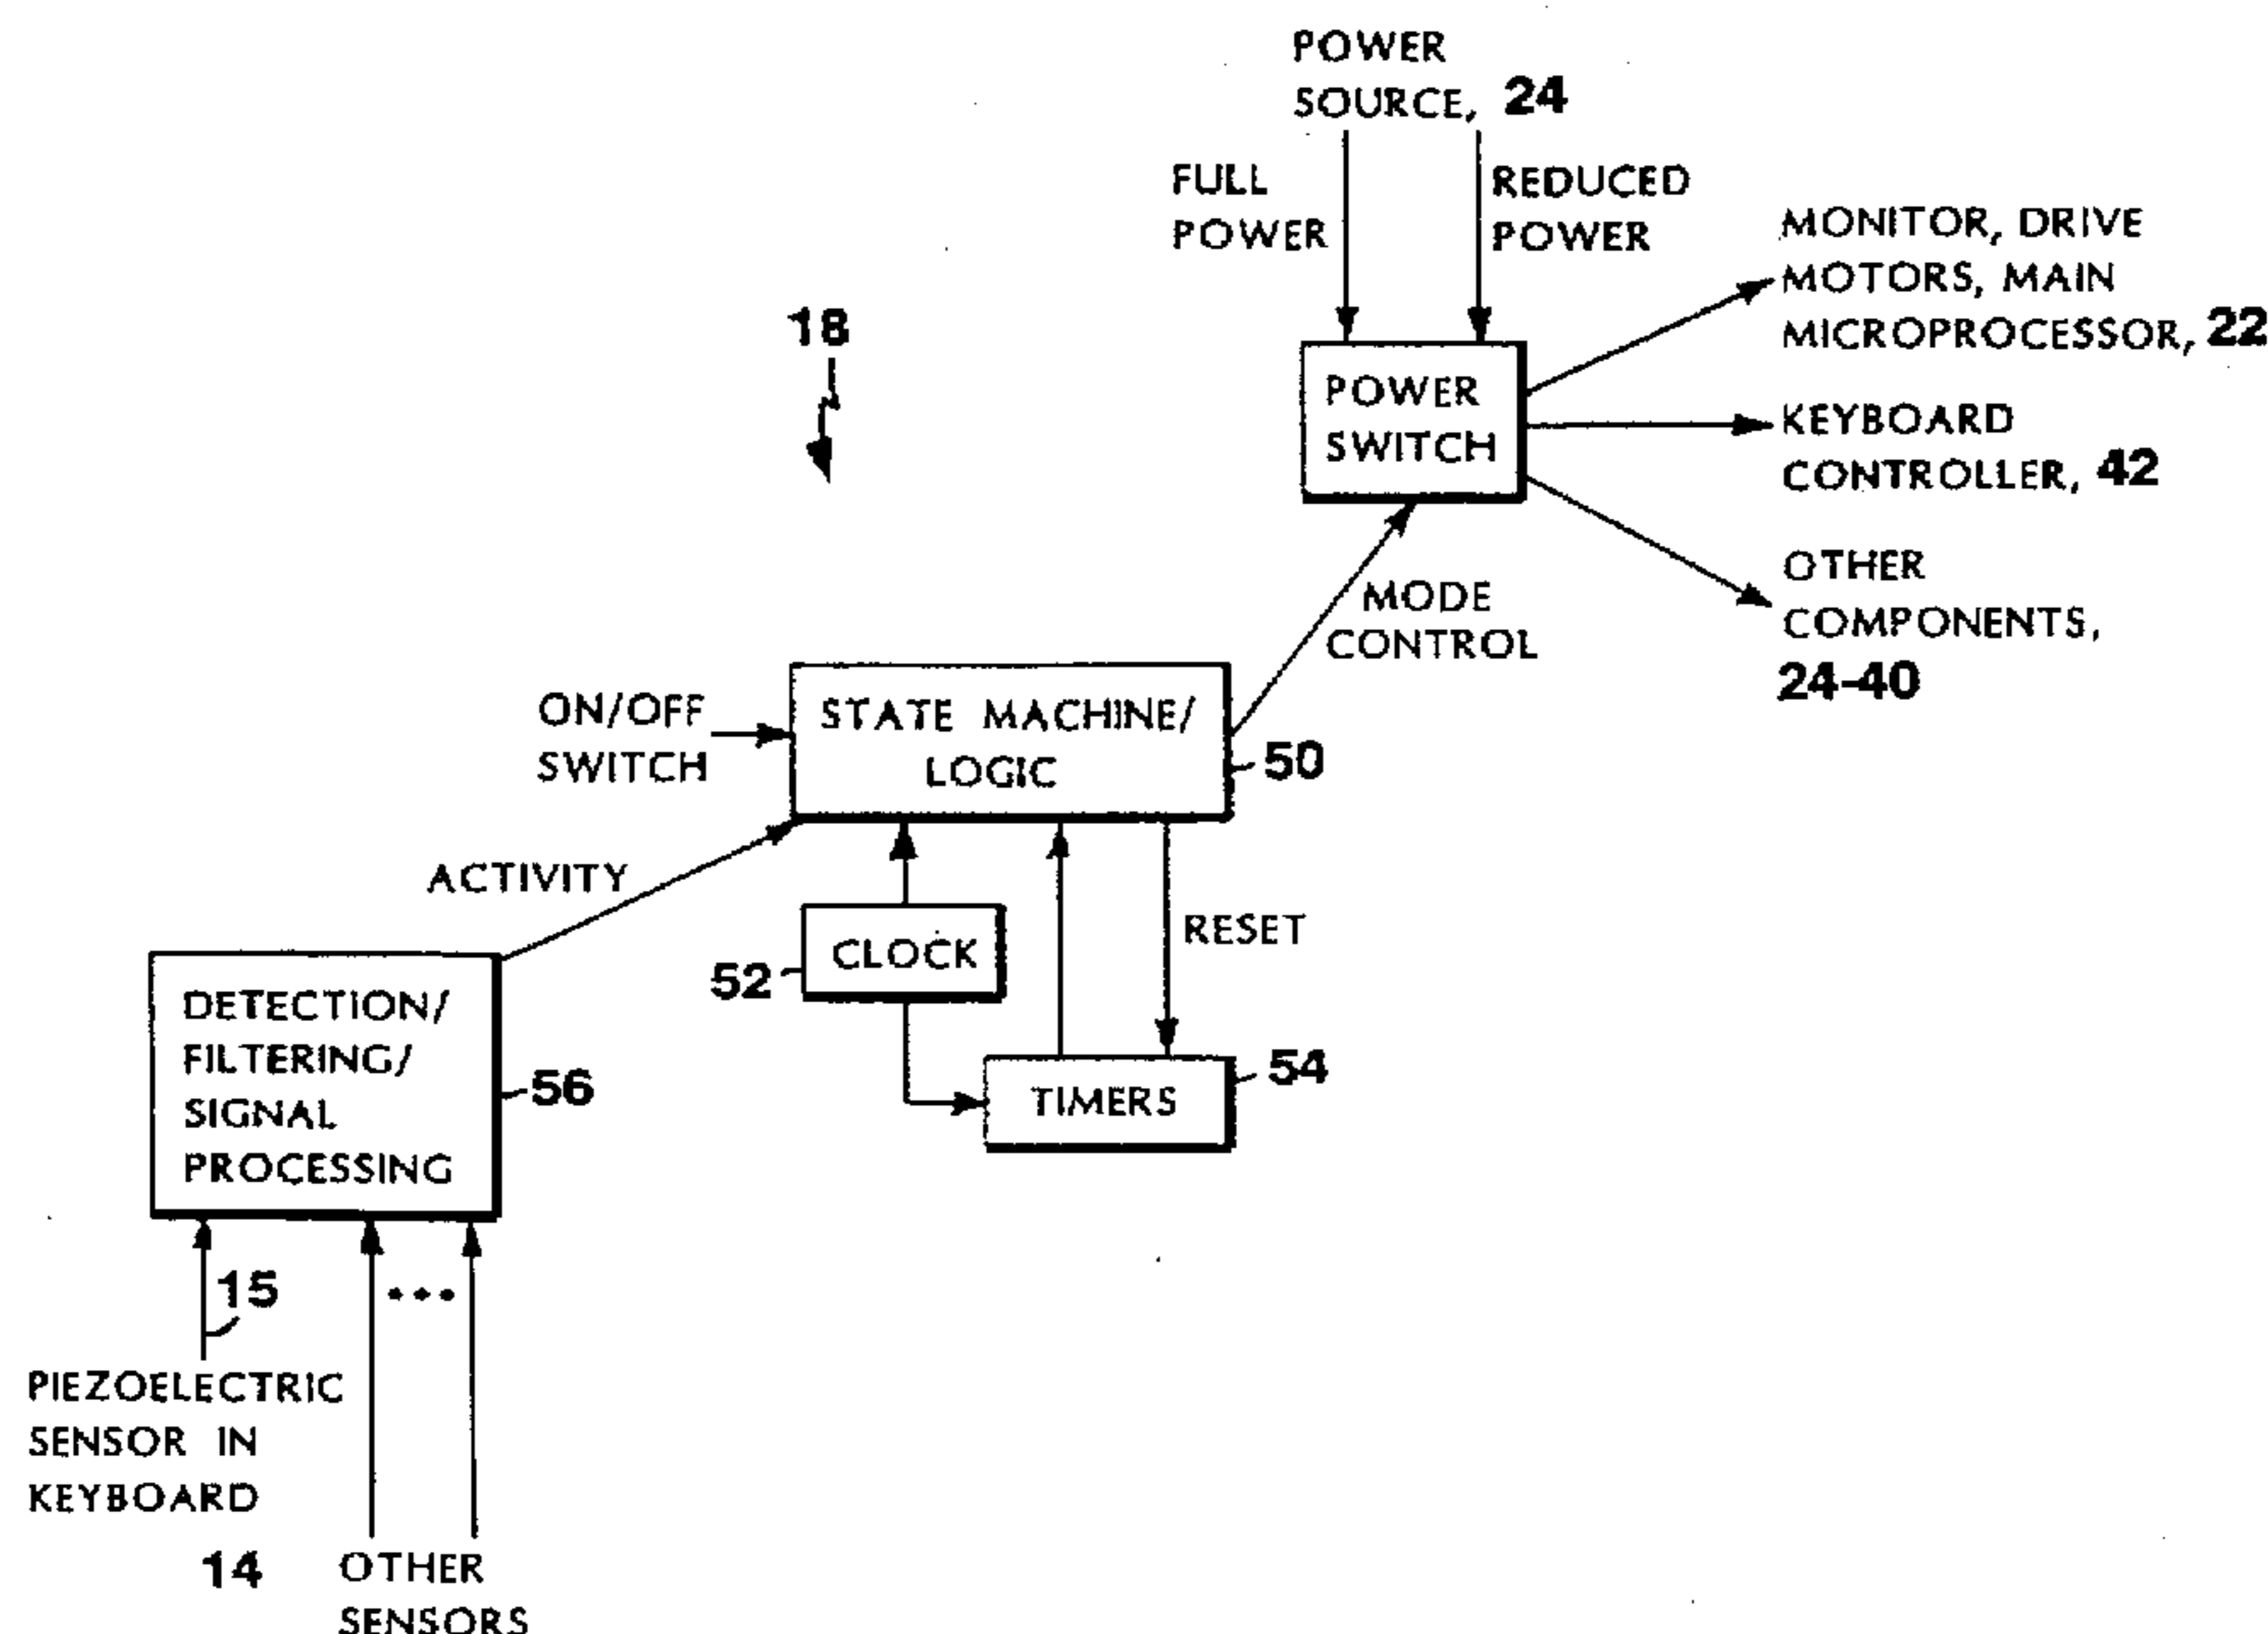 POWER
SOURCE, 24
FULL
POWER
REDUCED
POWER
MONITOR, DRIVE
MOTORS, MAIN
MICROPROCESSOR, 22
18
POWER
SWITCH
KEYBOARD
CONTROLLER, 42
OTHER
COMPONENTS,
24-40
MODE
CONTROL
ON/OFF
SWITCH
STATE MACHINE/
LOGIC
50
ACTIVITY
CLOCK
52
RESET
DETECTION/
FILTERING/
SIGNAL
PROCESSING
56
TIMERS
54
15
•••
PIEZOELECTRIC
SENSOR IN
KEYBOARD
14
OTHER
SENSORS